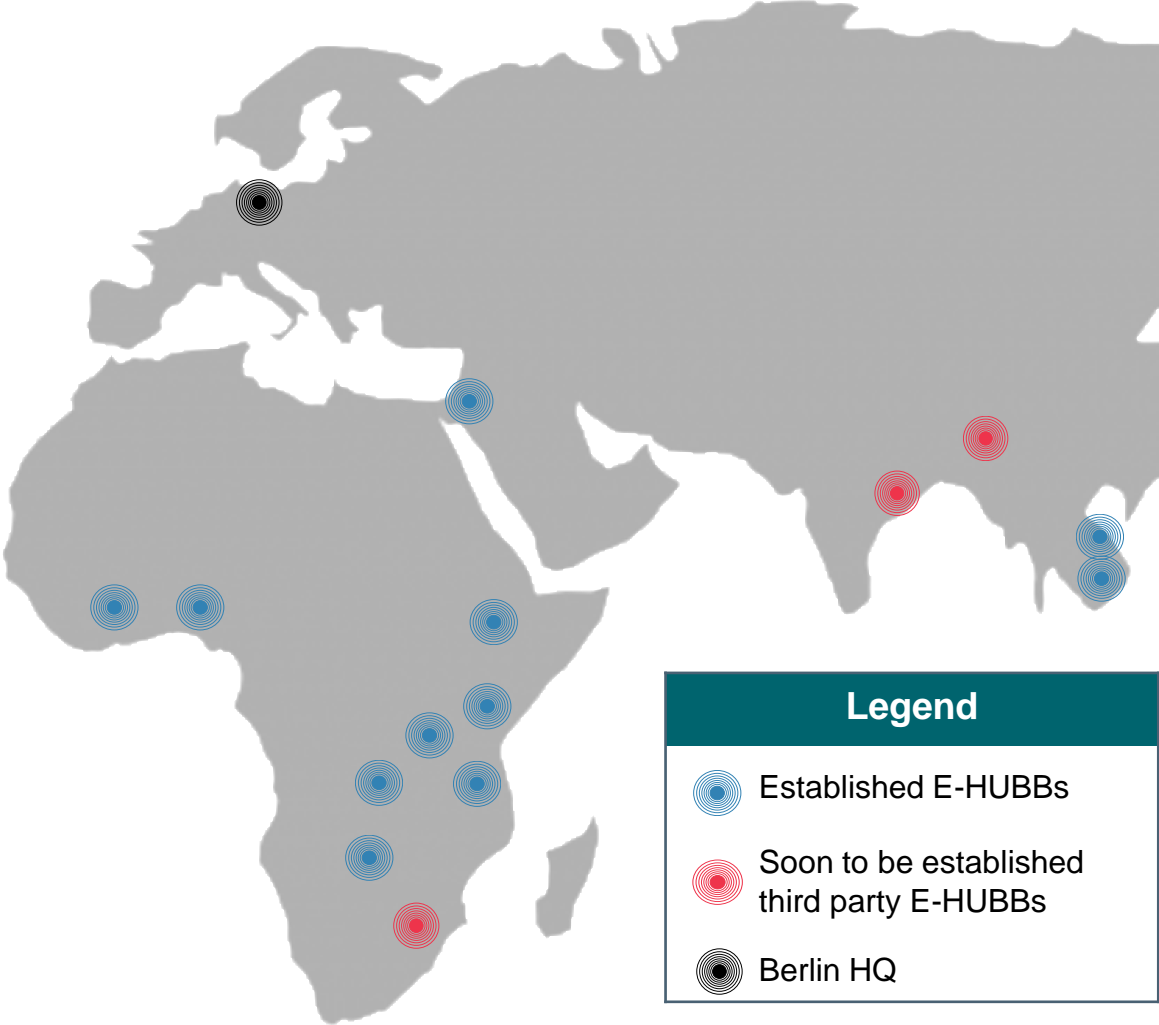 Legend
Established E-HUBBs
Soon to be established
third party E-HUBBs
Berlin HQ